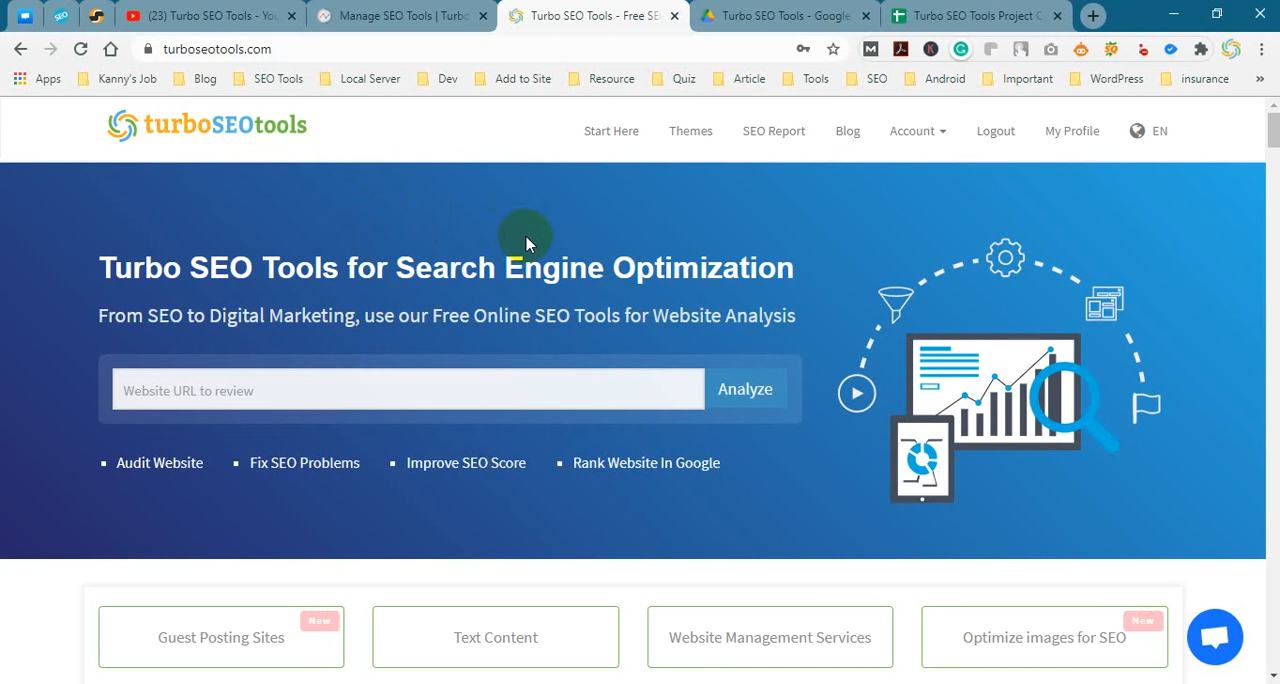 SEO
(23) Turbo SEO Tools - You
Manage SEO Tools | Turbo
Turbo SEO Tools - Free SE
Turbo SEO Tools - Google
Turbo SEO Tools Project C
turboseotools.com
Apps
Kanny's Job
Blog
SEO Tools
Local Server
Dev
Add to Site
Resource
Quiz
Article
Tools
SEO
Android
Important
WordPress
insurance
»
turboSEOtools
Start Here
Themes
SEO Report
Blog
Account
Logout
My Profile
EN
Turbo SEO Tools for Search Engine Optimization
From SEO to Digital Marketing, use our Free Online SEO Tools for Website Analysis
Website URL to review
Analyze
Audit Website
Fix SEO Problems
Improve SEO Score
Rank Website In Google
New
Guest Posting Sites
Text Content
Website Management Services
New
Optimize images for SEO